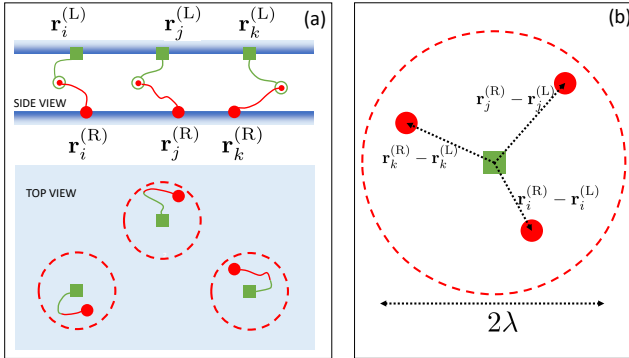 (a)
r_i^(L) r_j^(L) r_k^(L)
SIDE VIEW
r_i^(R) r_j^(R) r_k^(R)
TOP VIEW
(b)
r_j^(R) − r_j^(L)
r_k^(R) − r_k^(L)
r_i^(R) − r_i^(L)
2λ